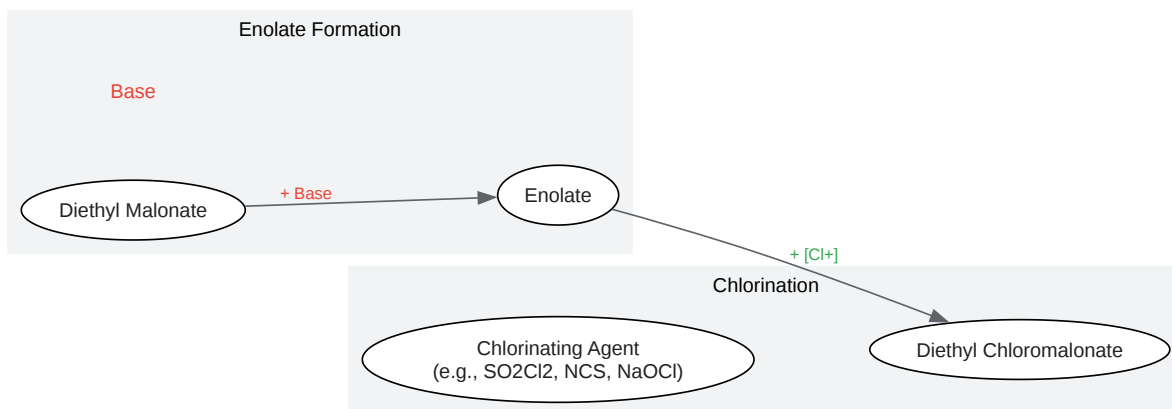 Enolate Formation
Base
Diethyl Malonate
+ Base
Enolate
+ [Cl+]
Chlorination
Chlorinating Agent
(e.g., SO2Cl2, NCS, NaOCl)
Diethyl Chloromalonate